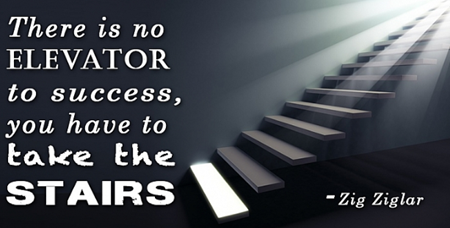 There is no
ELEVATOR
to success,
you have to
take the
STAIRS
- Zig Ziglar